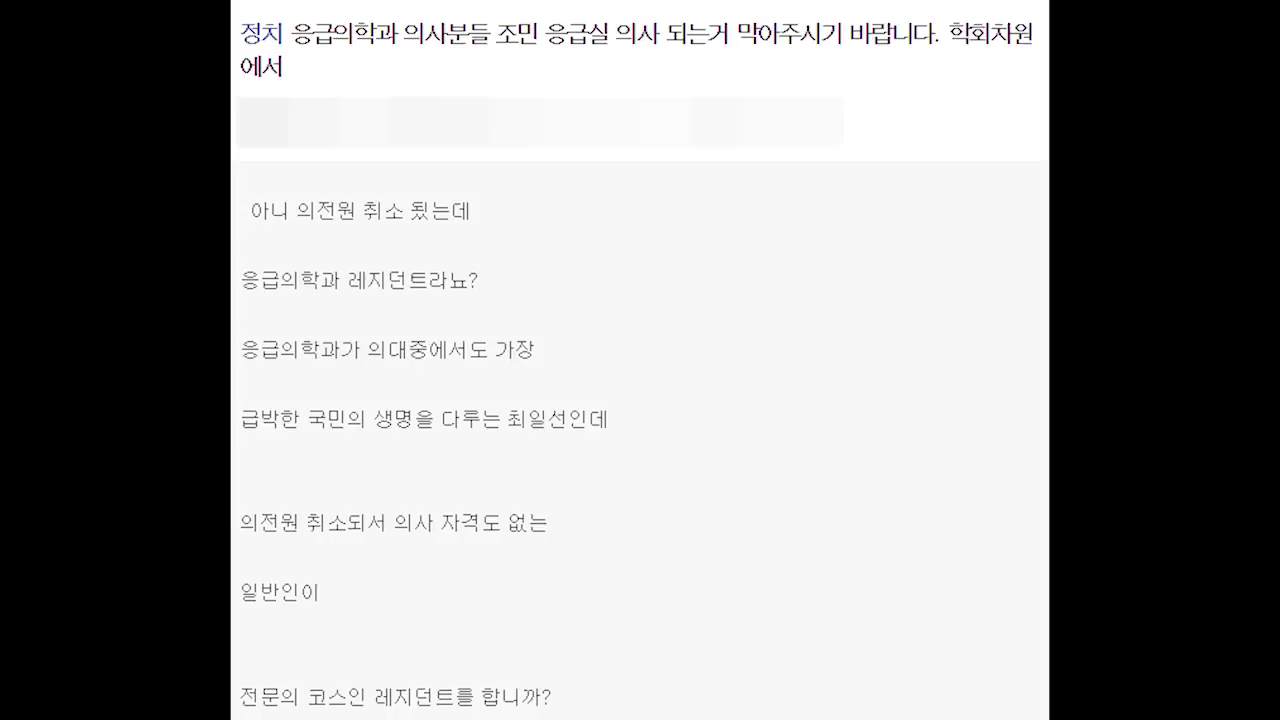 정치 응급의학과 의사분들 조민 응급실 의사 되는거 막아주시기 바랍니다. 학회차원
에서
아니 의전원 취소 됬는데
응급의학과 레지던트라뇨?
응급의학과가 의대중에서도 가장
급박한 국민의 생명을 다루는 최일선인데
의전원 취소되서 의사 자격도 없는
일반인이
전문의 코스인 레지던트를 합니까?